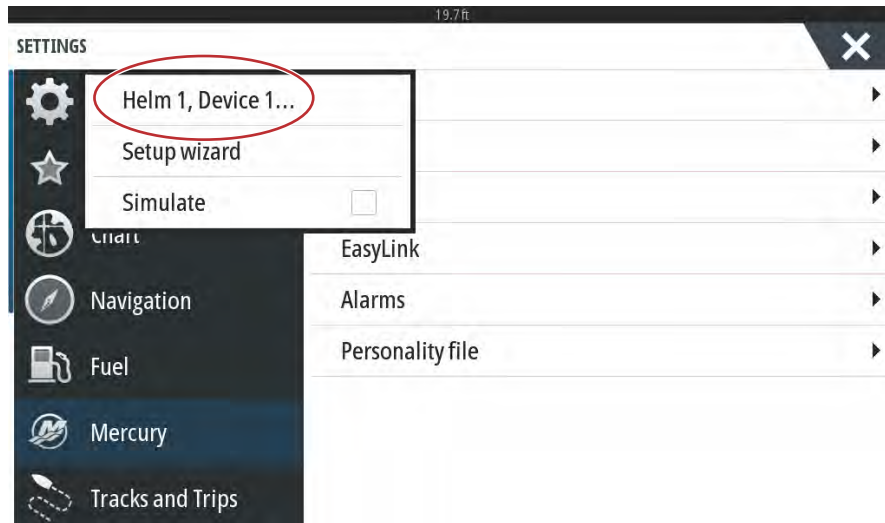 19.7ft
SETTINGS
Helm 1, Device 1...
Setup wizard
Simulate
Chart
EasyLink
Navigation
Alarms
Personality file
Fuel
Mercury
Tracks and Trips